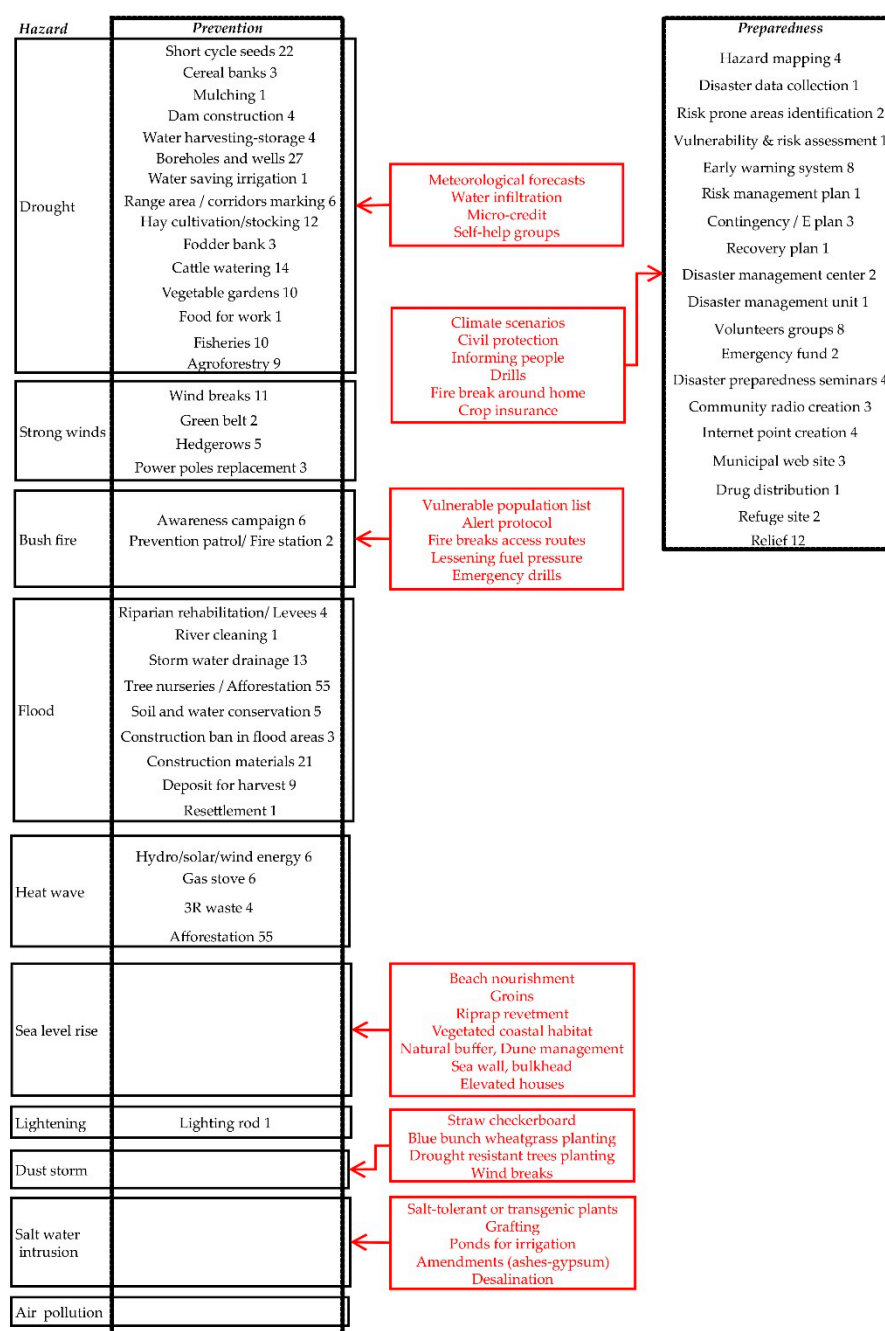 Hazard
Prevention
Drought
Short cycle seeds 22
Cereal banks 3
Mulching 1
Dam construction 4
Water harvesting-storage 4
Boreholes and wells 27
Water saving irrigation 1
Range area / corridors marking 6
Hay cultivation/stocking 12
Fodder bank 3
Cattle watering 14
Vegetable gardens 10
Food for work 1
Fisheries 10
Agroforestry 9
Strong winds
Wind breaks 11
Green belt 2
Hedgerows 5
Power poles replacement 3
Bush fire
Awareness campaign 6
Prevention patrol/ Fire station 2
Flood
Riparian rehabilitation/ Levees 4
River cleaning 1
Storm water drainage 13
Tree nurseries / Afforestation 55
Soil and water conservation 5
Construction ban in flood areas 3
Construction materials 21
Deposit for harvest 9
Resettlement 1
Heat wave
Hydro/solar/wind energy 6
Gas stove 6
3R waste 4
Afforestation 55
Sea level rise
Lightening
Lighting rod 1
Dust storm
Salt water
intrusion
Air pollution
Meteorological forecasts
Water infiltration
Micro-credit
Self-help groups
Climate scenarios
Civil protection
Informing people
Drills
Fire break around home
Crop insurance
Vulnerable population list
Alert protocol
Fire breaks access routes
Lessening fuel pressure
Emergency drills
Beach nourishment
Groins
Riprap revetment
Vegetated coastal habitat
Natural buffer, Dune management
Sea wall, bulkhead
Elevated houses
Straw checkerboard
Blue bunch wheatgrass planting
Drought resistant trees planting
Wind breaks
Salt-tolerant or transgenic plants
Grafting
Ponds for irrigation
Amendments (ashes-gypsum)
Desalination
Preparedness
Hazard mapping 4
Disaster data collection 1
Risk prone areas identification 2
Vulnerability & risk assessment 1
Early warning system 8
Risk management plan 1
Contingency / E plan 3
Recovery plan 1
Disaster management center 2
Disaster management unit 1
Volunteers groups 8
Emergency fund 2
Disaster preparedness seminars 4
Community radio creation 3
Internet point creation 4
Municipal web site 3
Drug distribution 1
Refuge site 2
Relief 12